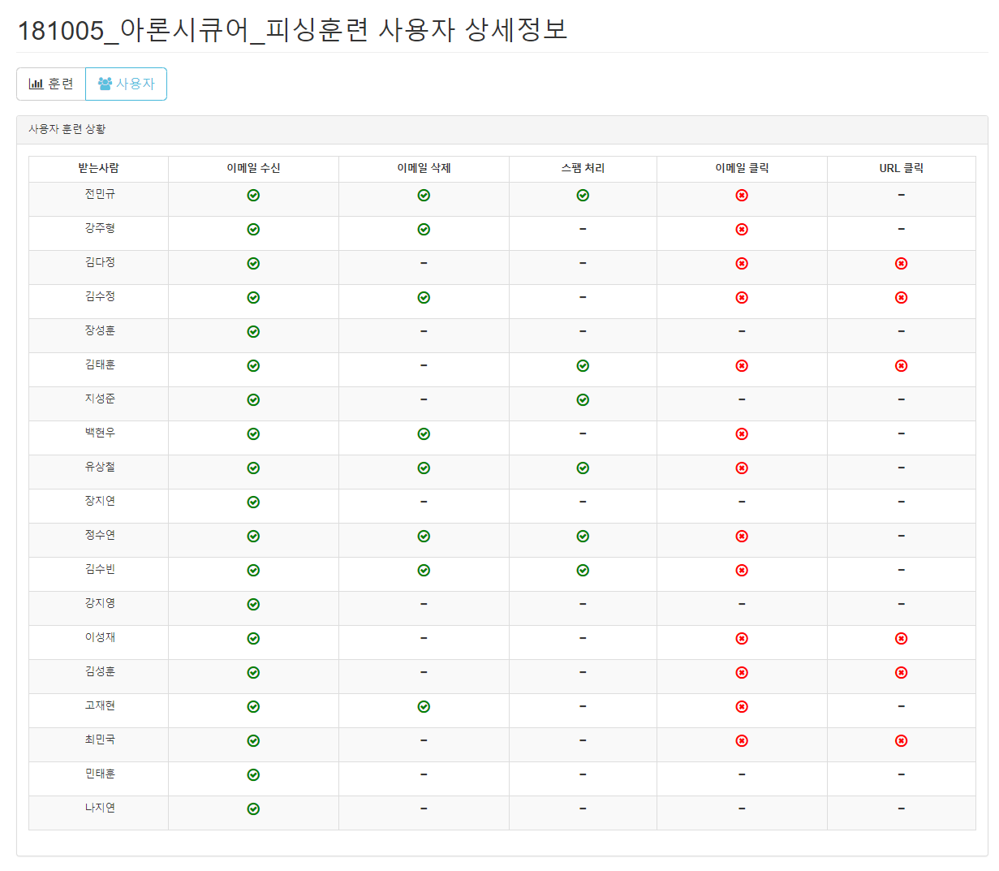 181005_아론시큐어_피싱훈련 사용자 상세정보
훈련 사용자
사용자 훈련 상황
받는사람 이메일 수신 이메일 삭제 스팸 처리 이메일 클릭 URL 클릭
전민규 - 
강주형 - -
김다정 - -
김수정 -
장성훈 - - - -
김태훈 -
지성준 - - -
백현우 - -
유상철 -
장지연 - - - -
정수연 -
김수빈 -
강지영 - - - -
이성재 - -
김성훈 - -
고재현 - -
최민국 - -
민태훈 - - - -
나지연 - - - -